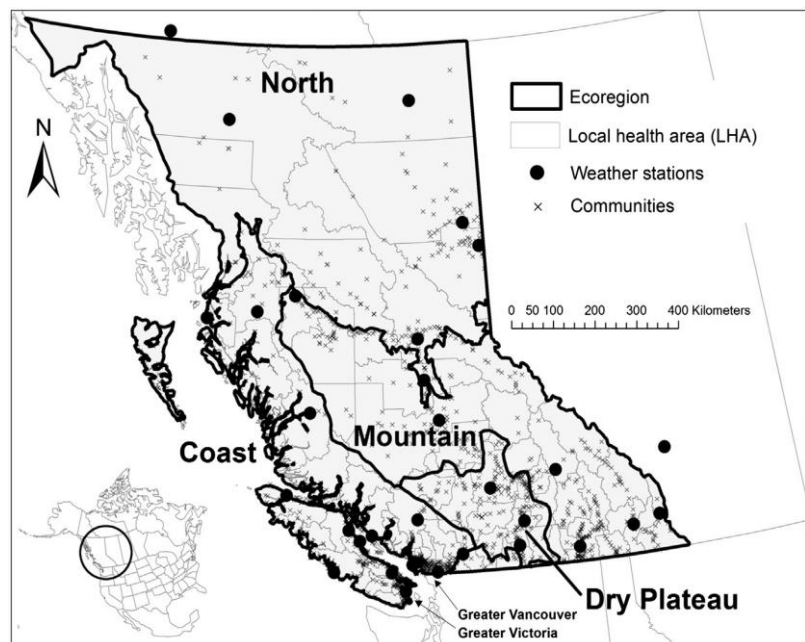 North
N
Ecoregion
Local health area (LHA)
Weather stations
Communities
0 50 100 200 300 400 Kilometers
Coast
Mountain
Dry Plateau
Greater Vancouver
Greater Victoria